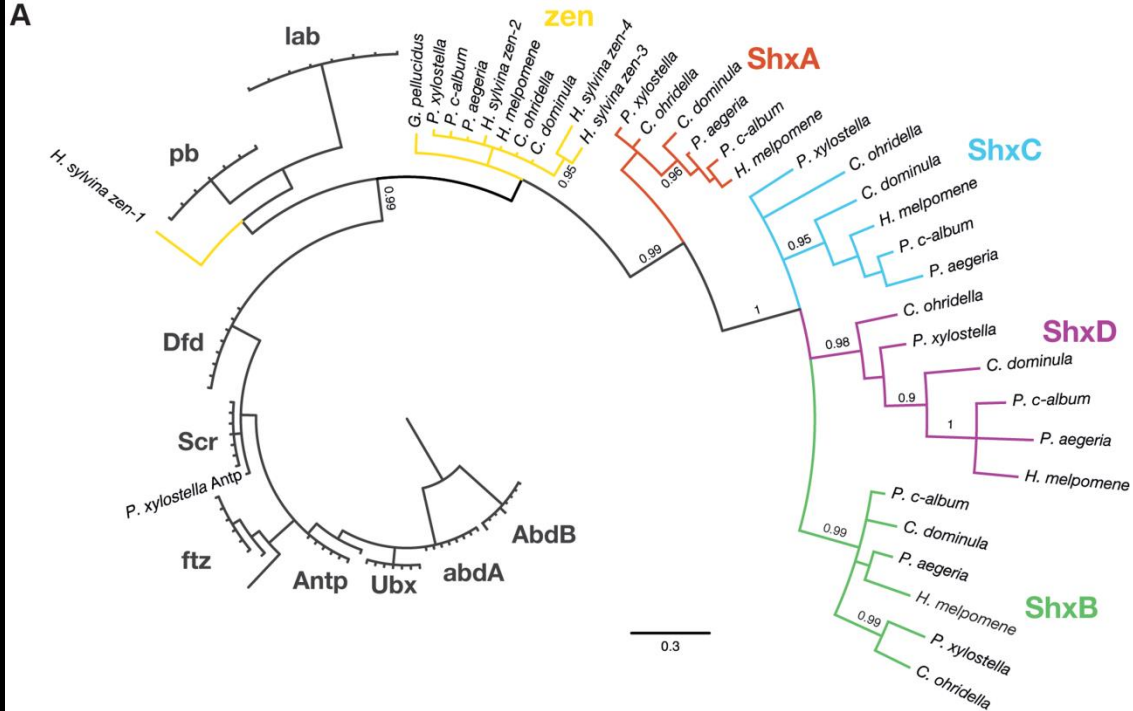 A
lab
pb
H. sylvina zen-1
zen
G. pellucidus
P. xylostella
P. c-album
P. aegeria
H. sylvina zen-2
H. melpomene
C. ohridella
C. dominula
H. sylvina zen-4
H. sylvina zen-3
0.95
0.99
0.99
ShxA
P. xylostella
C. ohridella
C. dominula
P. aegeria
P. c-album
H. melpomene
0.96
ShxC
P. xylostella
C. ohridella
C. dominula
H. melpomene
P. c-album
P. aegeria
0.95
1
ShxD
C. ohridella
P. xylostella
C. dominula
P. c-album
P. aegeria
H. melpomene
0.98
0.9
1
ShxB
P. c-album
C. dominula
P. aegeria
H. melpomene
P. xylostella
C. ohridella
0.99
0.99
Dfd
Scr
P. xylostella Antp
ftz
Antp
Ubx
abdA
AbdB
0.3